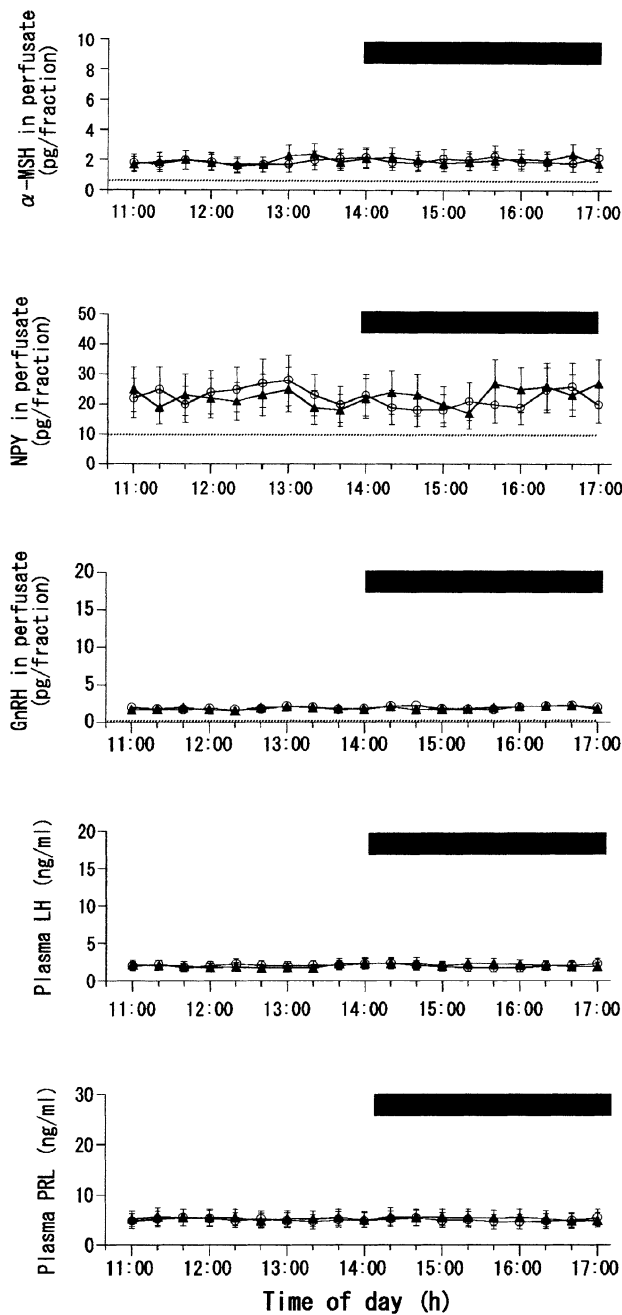 α-MSH in perfusate
(pg/fraction)
10
8
6
4
2
0
11:00 12:00 13:00 14:00 15:00 16:00 17:00
NPY in perfusate
(pg/fraction)
50
40
30
20
10
0
11:00 12:00 13:00 14:00 15:00 16:00 17:00
GnRH in perfusate
(pg/fraction)
20
15
10
5
0
11:00 12:00 13:00 14:00 15:00 16:00 17:00
Plasma LH (ng/ml)
20
15
10
5
0
11:00 12:00 13:00 14:00 15:00 16:00 17:00
Plasma PRL (ng/ml)
30
20
10
0
11:00 12:00 13:00 14:00 15:00 16:00 17:00
Time of day (h)